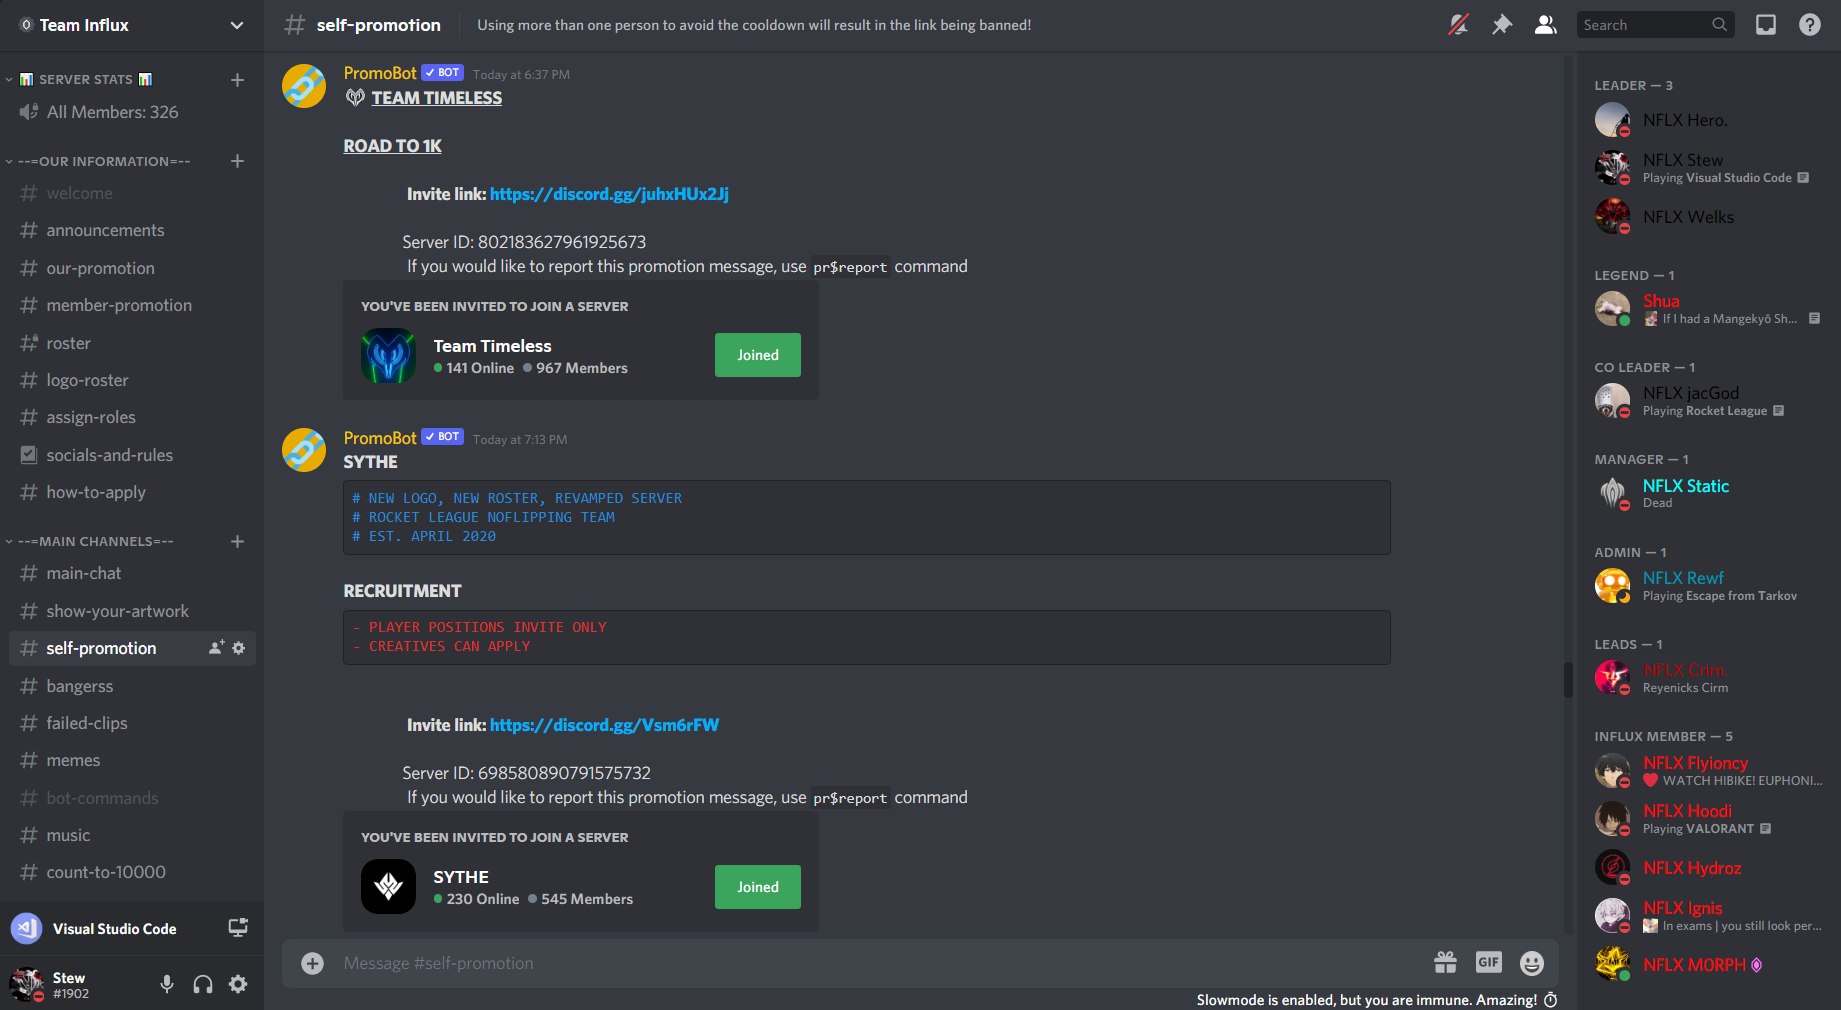 Team Influx
SERVER STATS
All Members: 326
--=OUR INFORMATION=--
welcome
announcements
our-promotion
member-promotion
roster
logo-roster
assign-roles
socials-and-rules
how-to-apply
--=MAIN CHANNELS=--
main-chat
show-your-artwork
self-promotion
bangerss
failed-clips
memes
bot-commands
music
count-to-10000
Visual Studio Code
Stew
#1902
self-promotion
Using more than one person to avoid the cooldown will result in the link being banned!
Search
PromoBot BOT Today at 6:37 PM
TEAM TIMELESS
ROAD TO 1K
Invite link: https://discord.gg/juhxHUx2Jj
Server ID: 802183627961925673
If you would like to report this promotion message, use pr$report command
YOU'VE BEEN INVITED TO JOIN A SERVER
Team Timeless
141 Online 967 Members
Joined
PromoBot BOT Today at 7:13 PM
SYTHE
# NEW LOGO, NEW ROSTER, REVAMPED SERVER
# ROCKET LEAGUE NOFLIPPING TEAM
# EST. APRIL 2020
RECRUITMENT
- PLAYER POSITIONS INVITE ONLY
- CREATIVES CAN APPLY
Invite link: https://discord.gg/Vsm6rFW
Server ID: 698580890791575732
If you would like to report this promotion message, use pr$report command
YOU'VE BEEN INVITED TO JOIN A SERVER
SYTHE
230 Online 545 Members
Joined
Message #self-promotion
GIF
Slowmode is enabled, but you are immune. Amazing!
LEADER — 3
NFLX Hero.
NFLX Stew
Playing Visual Studio Code
NFLX Welks
LEGEND — 1
Shua
If I had a Mangekyō Sh...
CO LEADER — 1
NFLX jacGod
Playing Rocket League
MANAGER — 1
NFLX Static
Dead
ADMIN — 1
NFLX Rewf
Playing Escape from Tarkov
LEADS — 1
NFLX Crim.
Reyenicks Cirm
INFLUX MEMBER — 5
NFLX Flyioncy
WATCH HIBIKE! EUPHONI...
NFLX Hoodi
Playing VALORANT
NFLX Hydroz
NFLX Ignis
In exams | you still look per...
NFLX M0RPH